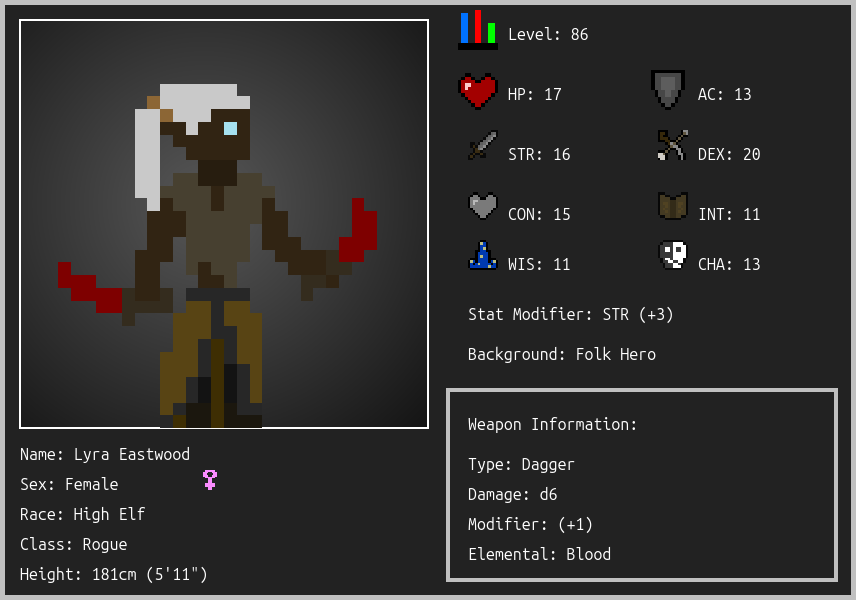 Level: 86
HP: 17
AC: 13
STR: 16
DEX: 20
CON: 15
INT: 11
WIS: 11
CHA: 13
Stat Modifier: STR (+3)
Background: Folk Hero
Weapon Information:
Type: Dagger
Damage: d6
Modifier: (+1)
Elemental: Blood
Name: Lyra Eastwood
Sex: Female
Race: High Elf
Class: Rogue
Height: 181cm (5'11")